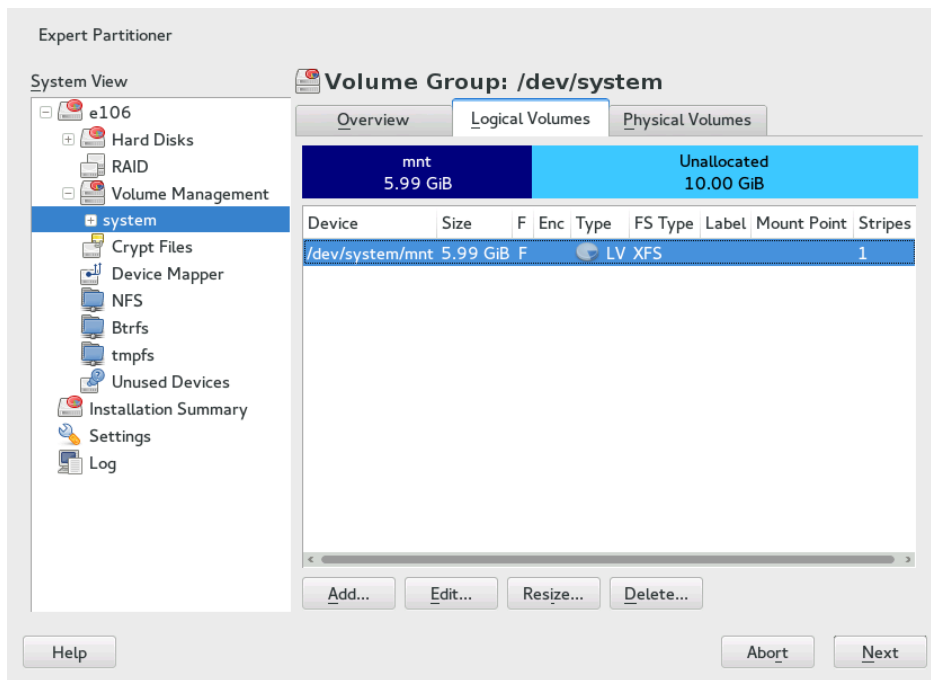 Expert Partitioner
System View
e106
Hard Disks
RAID
Volume Management
system
Crypt Files
Device Mapper
NFS
Btrfs
tmpfs
Unused Devices
Installation Summary
Settings
Log
Volume Group: /dev/system
Overview Logical Volumes Physical Volumes
mnt Unallocated
5.99 GiB 10.00 GiB
Device Size F Enc Type FS Type Label Mount Point Stripes
/dev/system/mnt 5.99 GiB F LV XFS 1
Add... Edit... Resize... Delete...
Help Abort Next